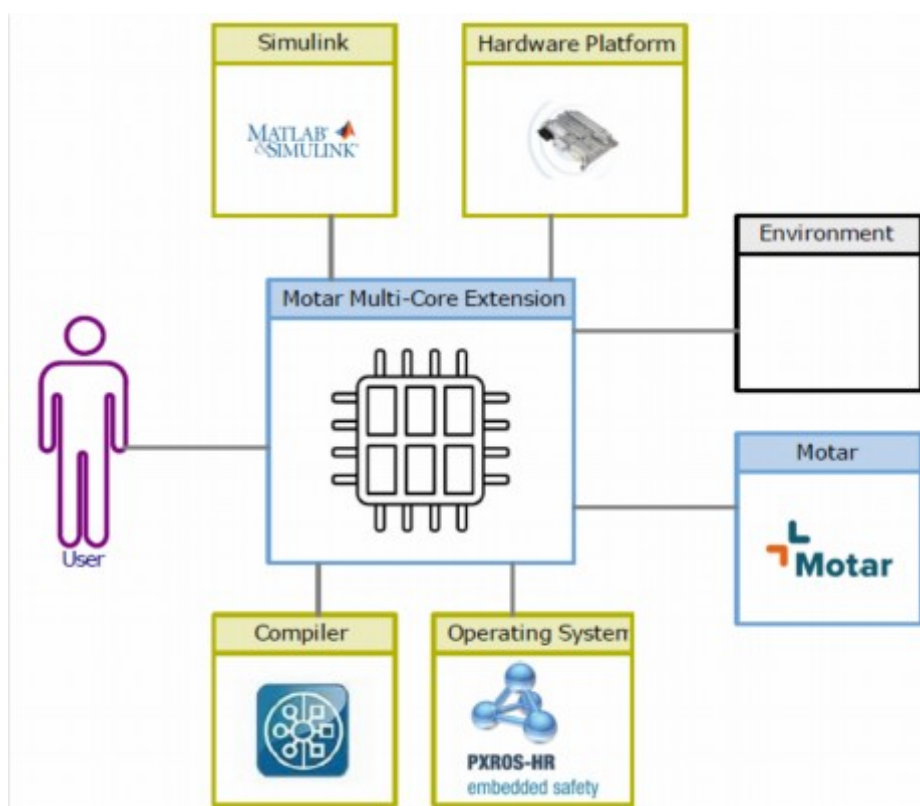 Simulink
Hardware Platform
MATLAB
&SIMULINK
Environment
Motar Multi-Core Extension
Motar
Motar
User
Compiler
Operating System
PXROS-HR
embedded safety